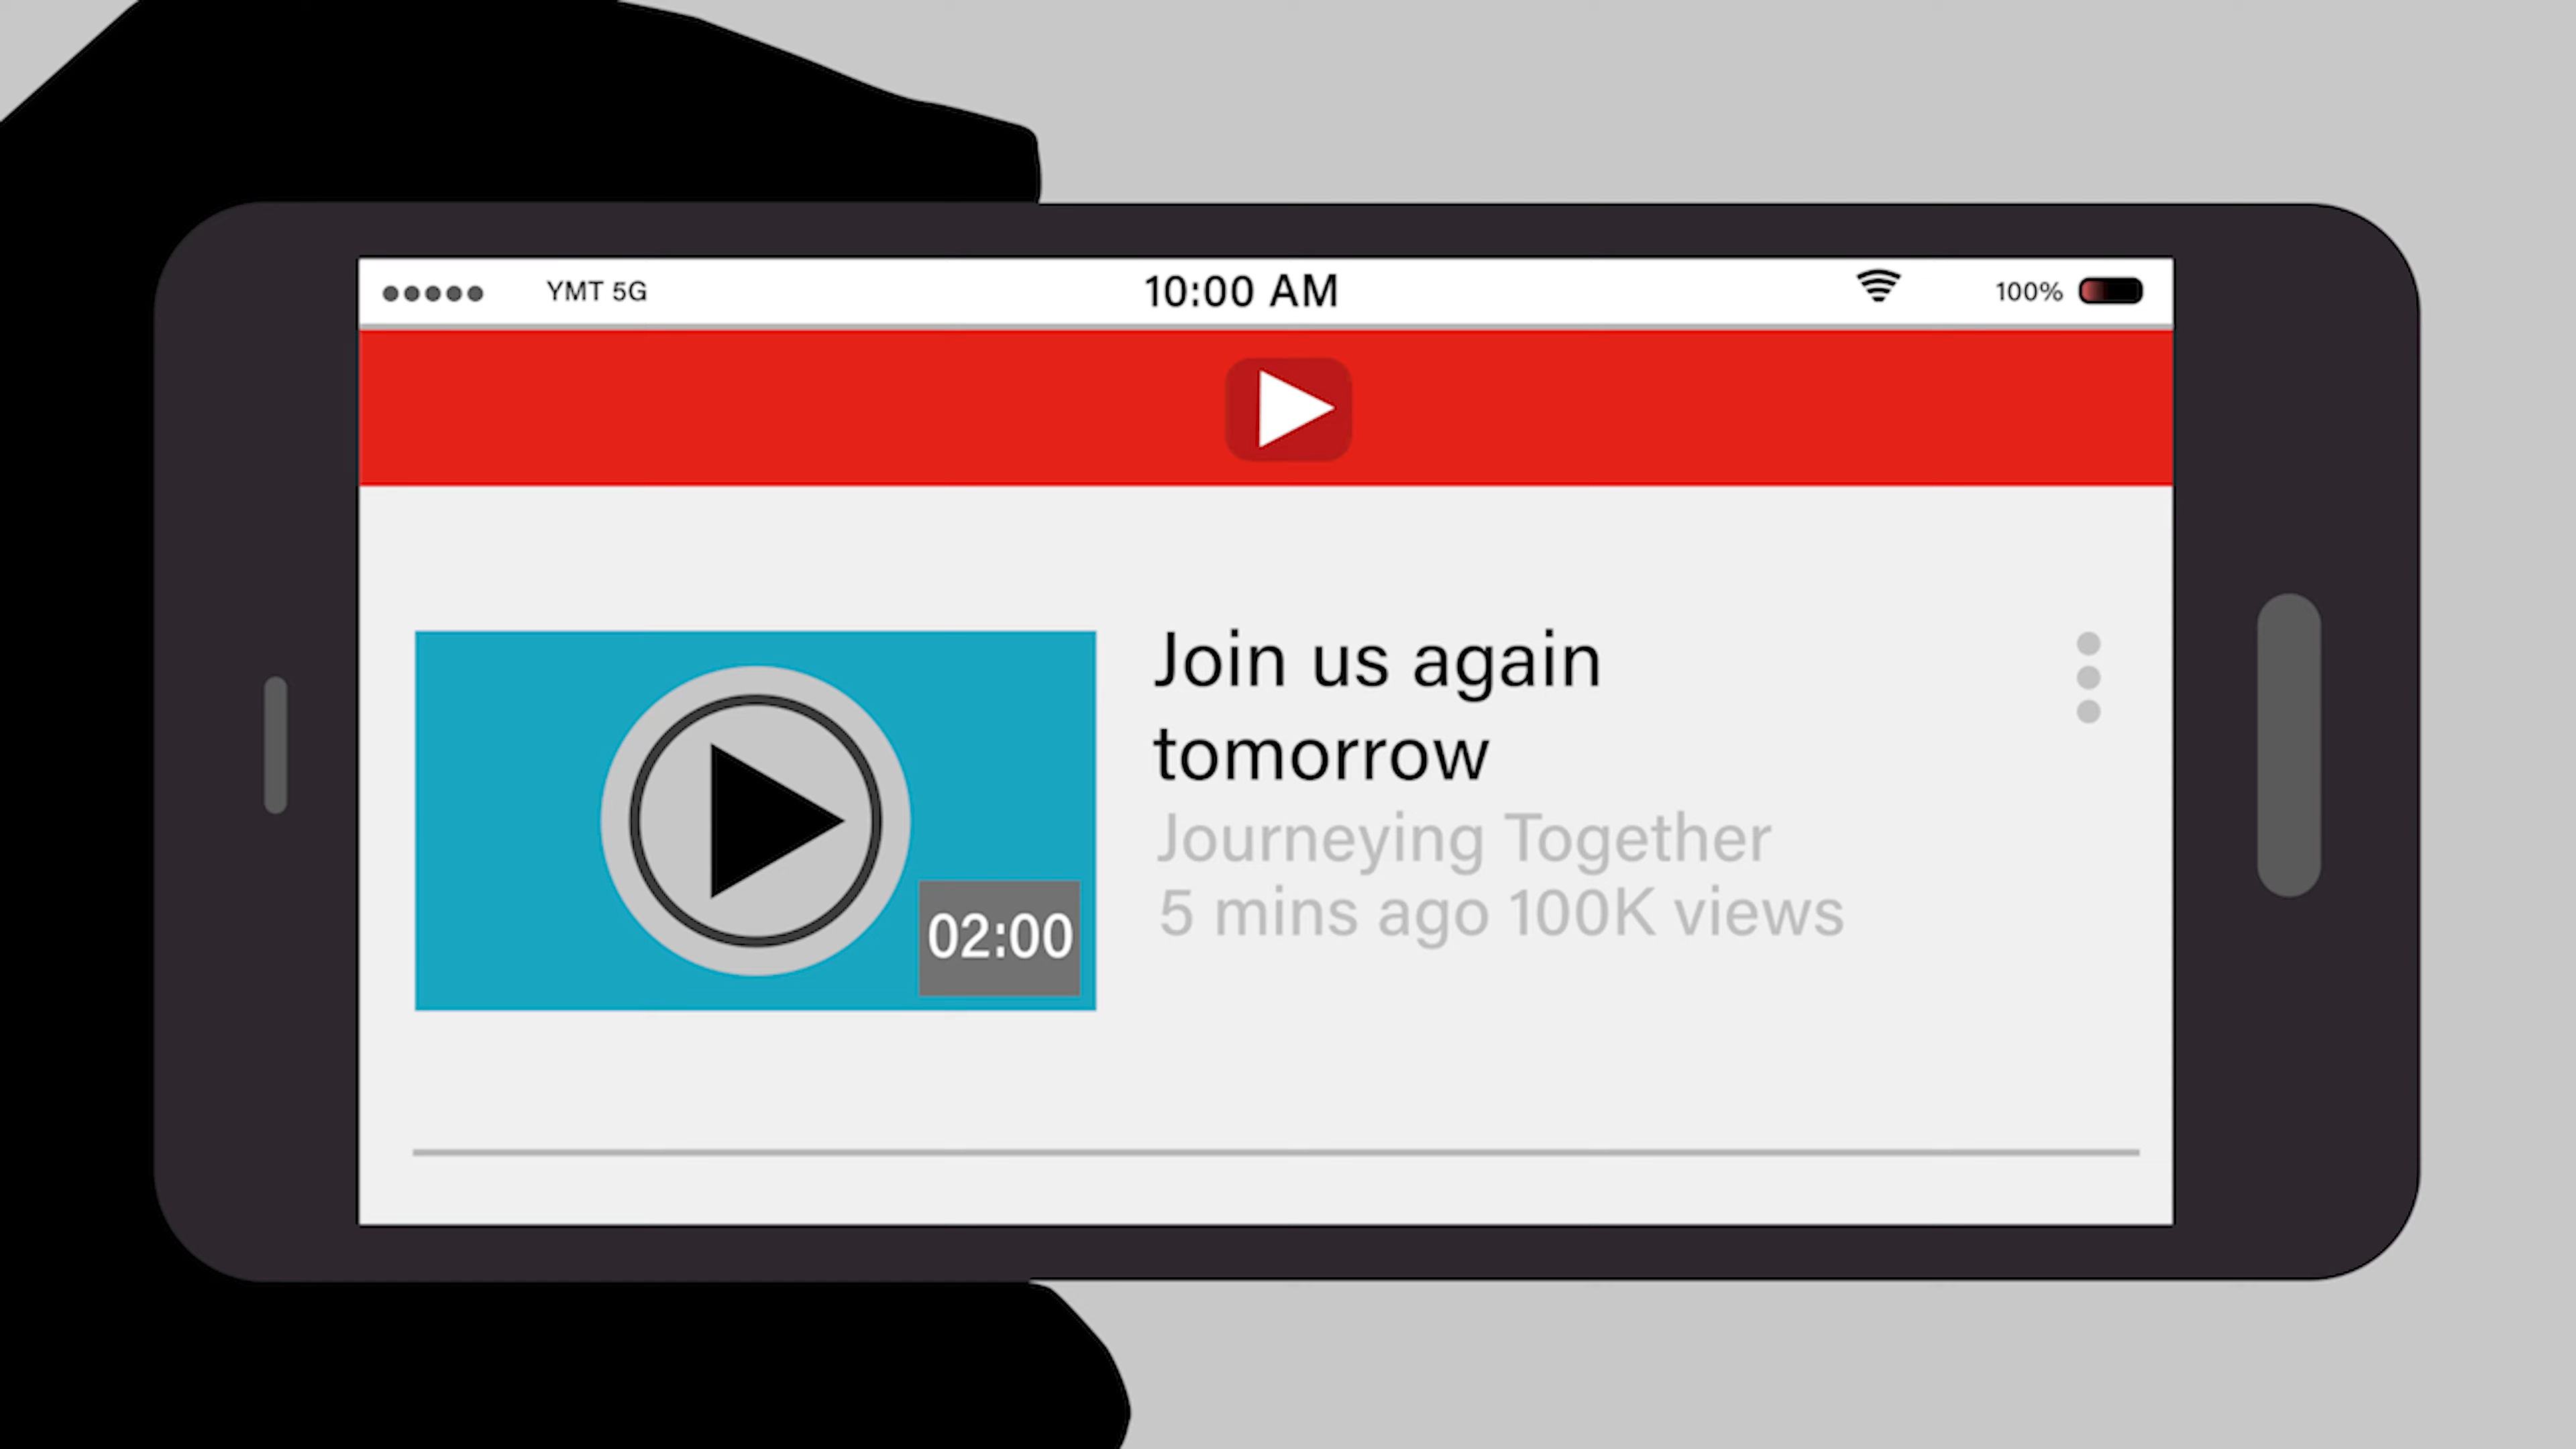 YMT 5G
10:00 AM
100%
Join us again
tomorrow
Journeying Together
5 mins ago 100K views
02:00